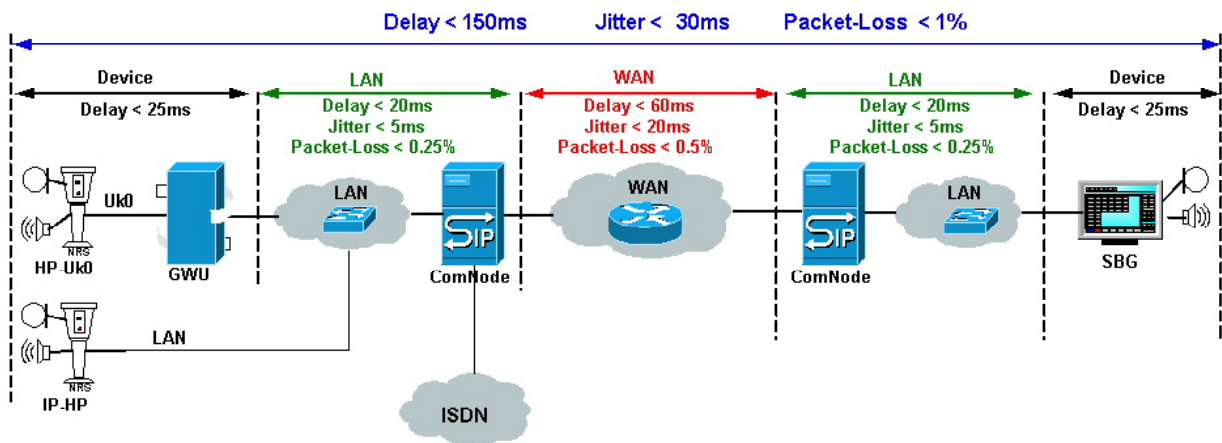 Delay < 150ms Jitter < 30ms Packet-Loss < 1%
Device
Delay < 25ms
LAN
Delay < 20ms
Jitter < 5ms
Packet-Loss < 0.25%
WAN
Delay < 60ms
Jitter < 20ms
Packet-Loss < 0.5%
LAN
Delay < 20ms
Jitter < 5ms
Packet-Loss < 0.25%
Device
Delay < 25ms
Uk0
NRS
HP-Uk0
GWU
LAN
SIP
ComNode
WAN
SIP
ComNode
LAN
SBG
LAN
NRS
IP-HP
ISDN